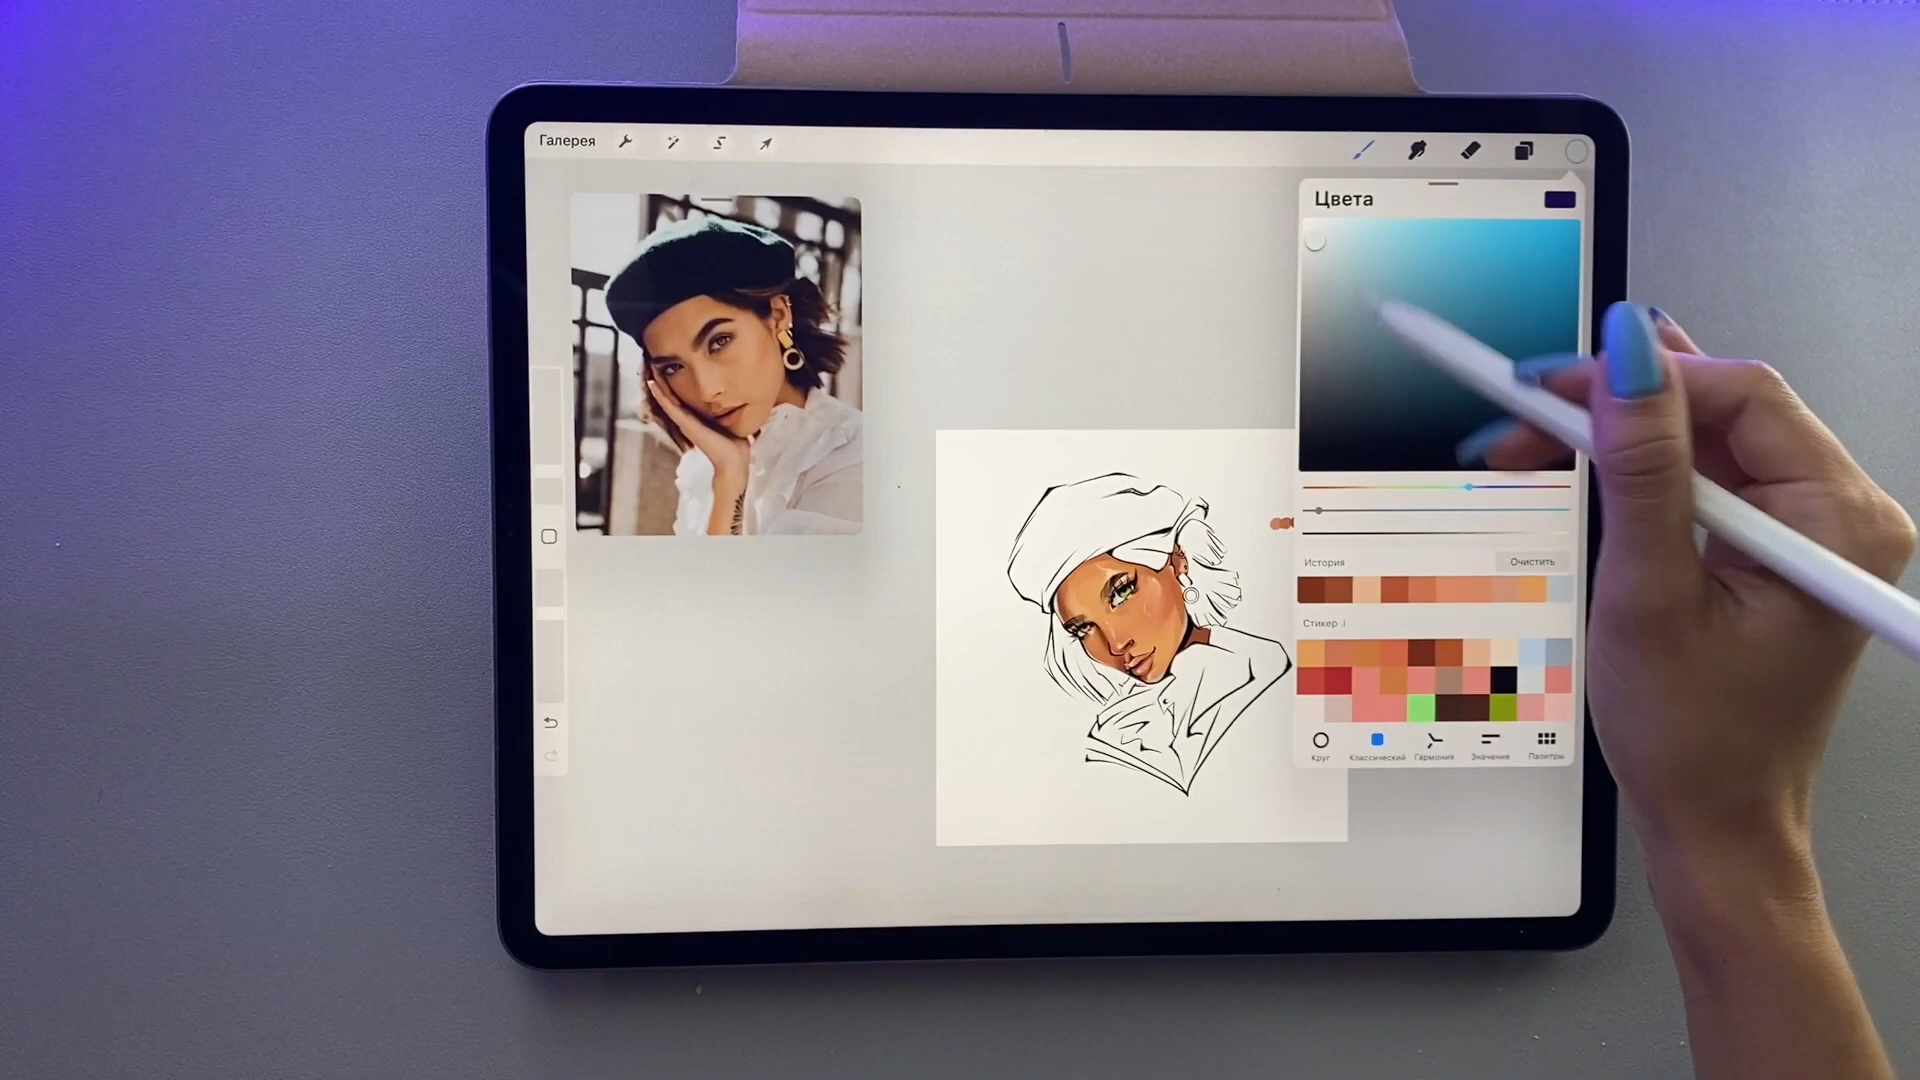 Галерея
Цвета
История
Очистить
Стикер .i
Круг
Классический
Гармония
Значение
Палитры